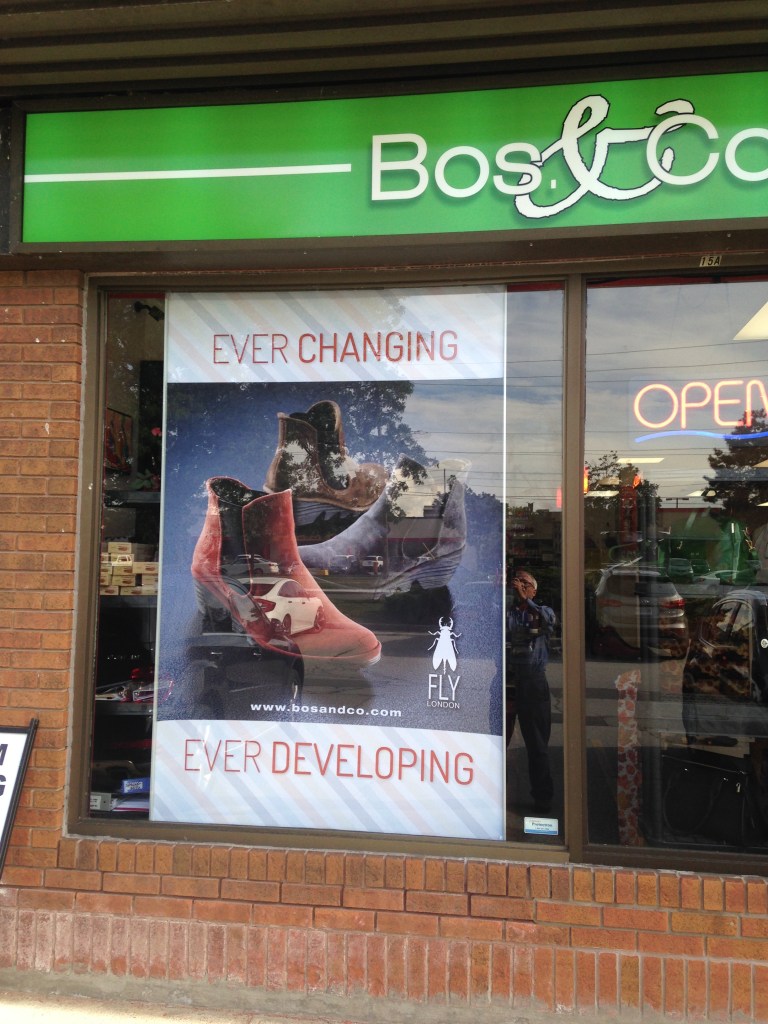 Bos. & Co
15A
EVER CHANGING
OPEN
FLY
LONDON
www.bosandco.com
EVER DEVELOPING